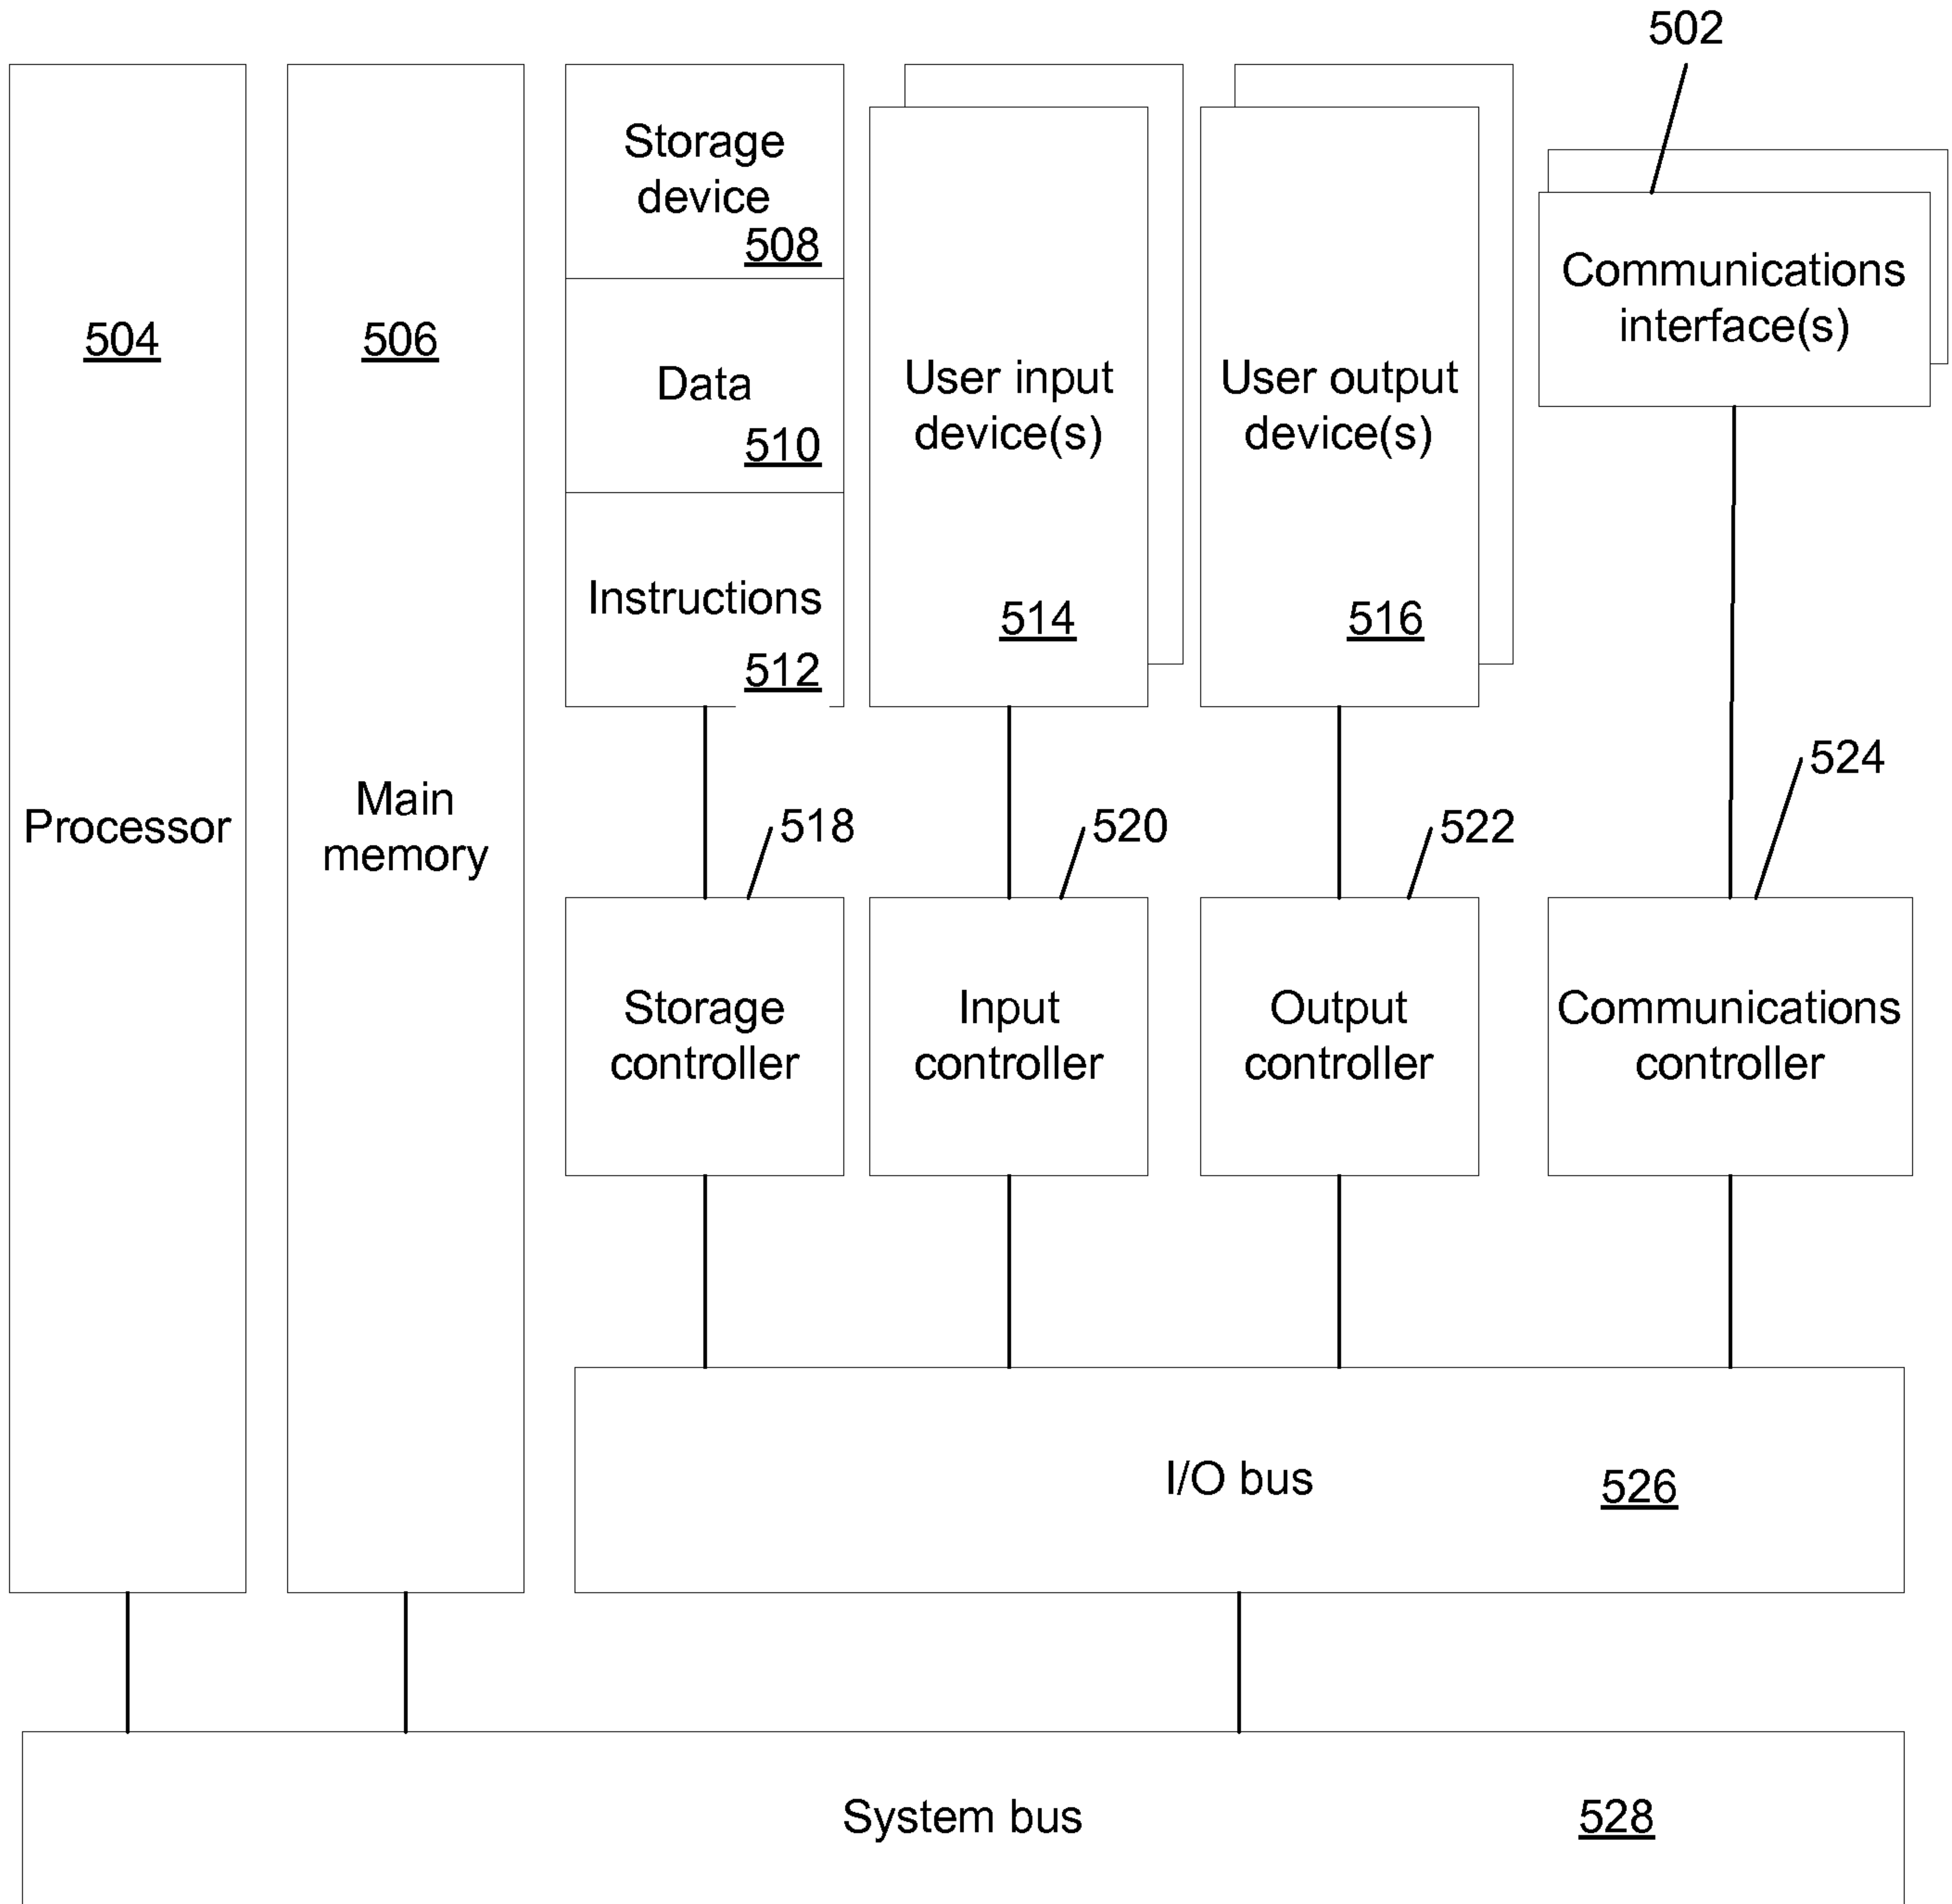 502
504
Processor
506
Main
memory
Storage
device
508
Data
510
Instructions
512
User input
device(s)
514
User output
device(s)
516
Communications
interface(s)
518
520
522
524
Storage
controller
Input
controller
Output
controller
Communications
controller
I/O bus
526
System bus
528